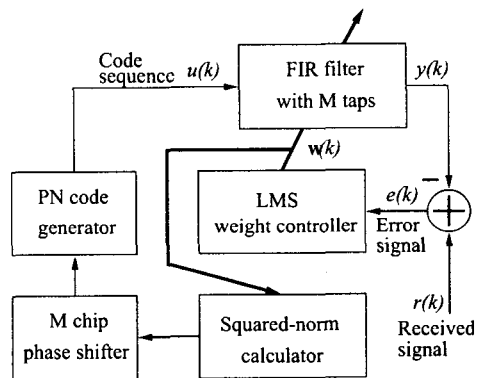 Code
sequence u(k)
FIR filter
with M taps
y(k)
w(k)
PN code
generator
LMS
weight controller
e(k)
Error
signal
−
+
M chip
phase shifter
Squared-norm
calculator
r(k)
Received
signal